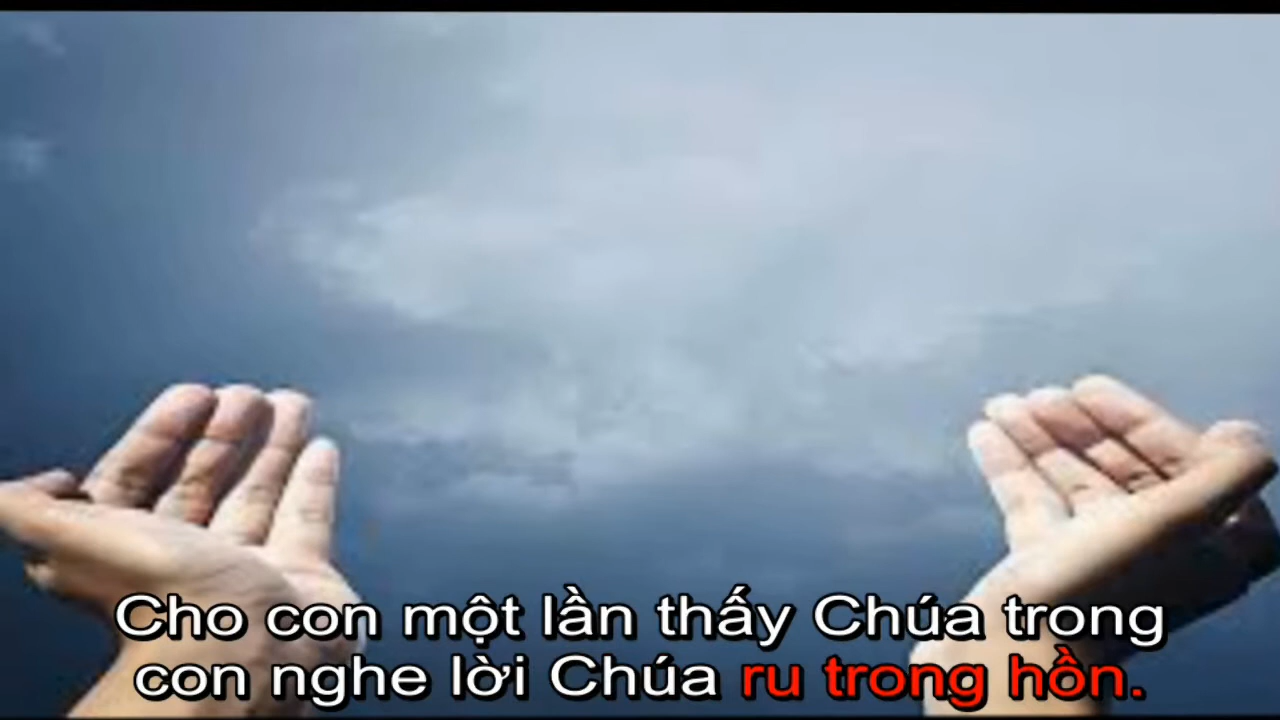 Cho con một lần thấy Chúa trong
con nghe lời Chúa ru trong hồn.